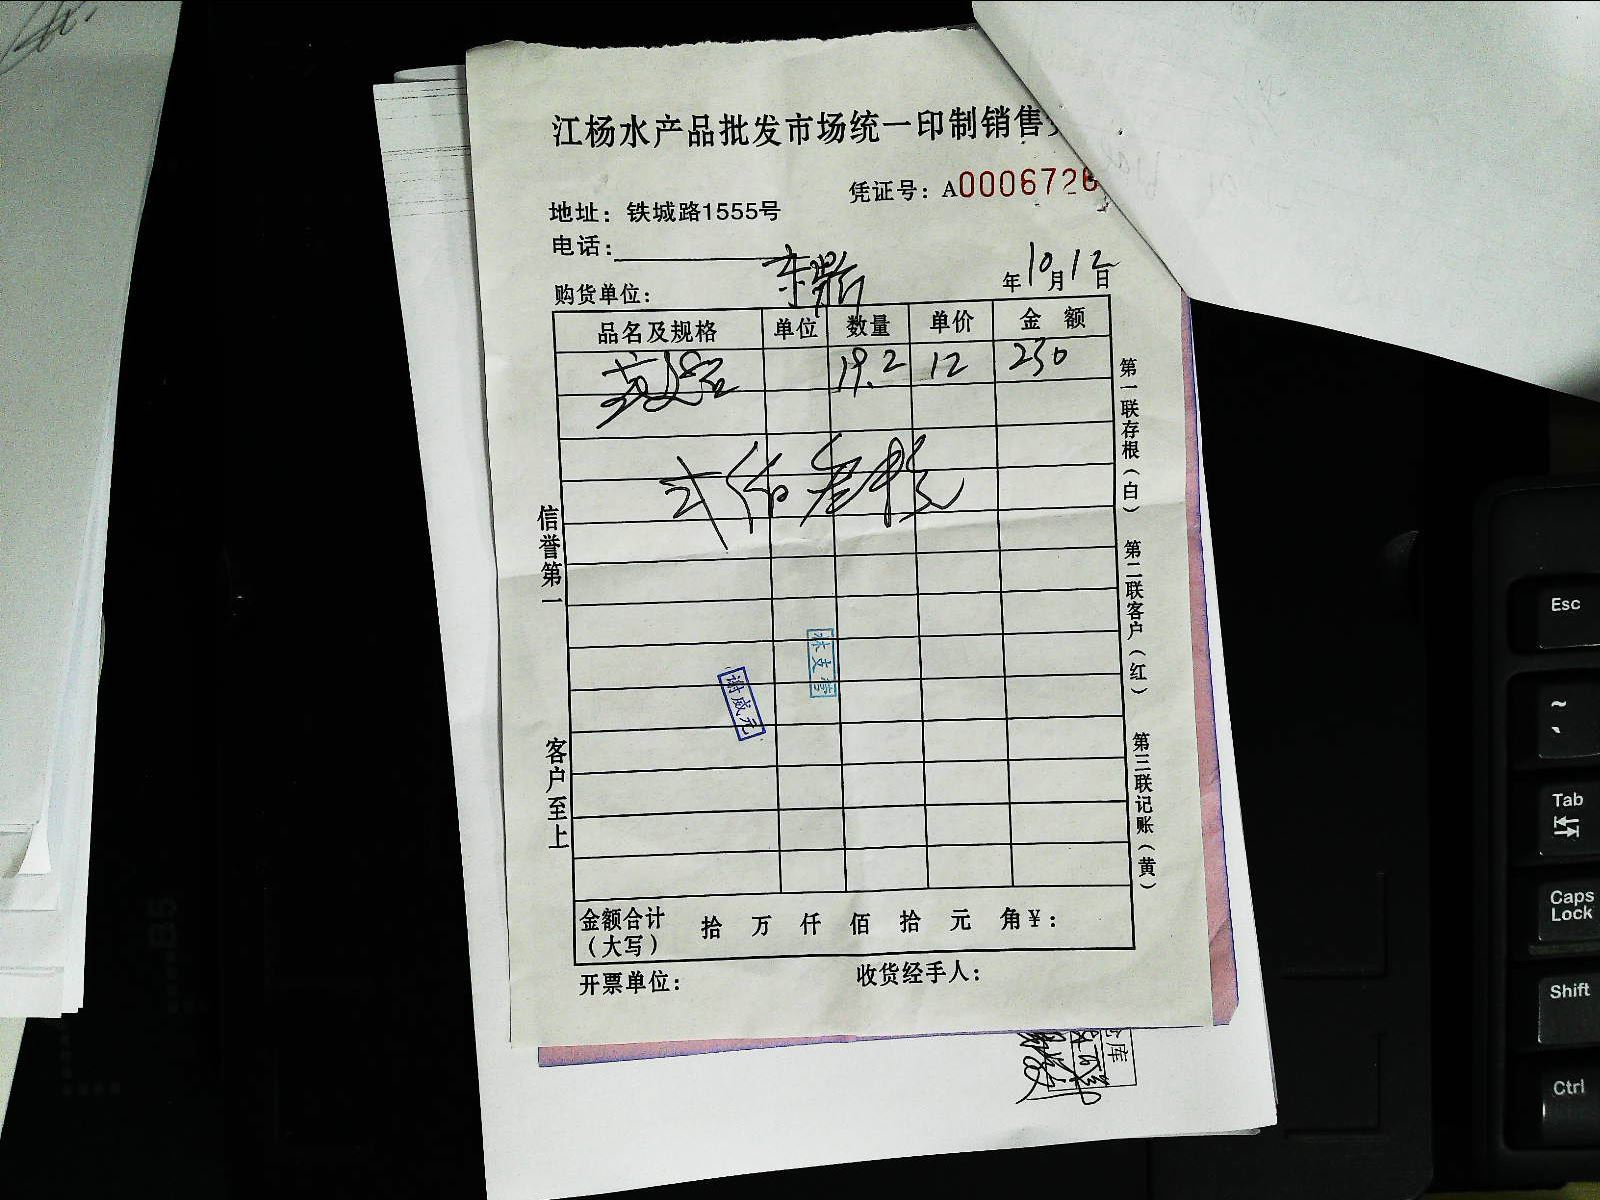 江杨水产品批发市场统一印制销售
凭证号：A0006726
地址：铁城路1555号
电话：
购货单位：
年10月12日
品名及规格 单位 数量 单价 金 额
19.2 12 230
信誉第一
客户至上
第一联存根（白）
第二联客户（红）
第三联记账（黄）
谢威元
金额合计（大写） 拾 万 仟 佰 拾 元 角￥：
开票单位：
收货经手人：
B5
Esc
~
Tab
Caps Lock
Shift
Ctrl